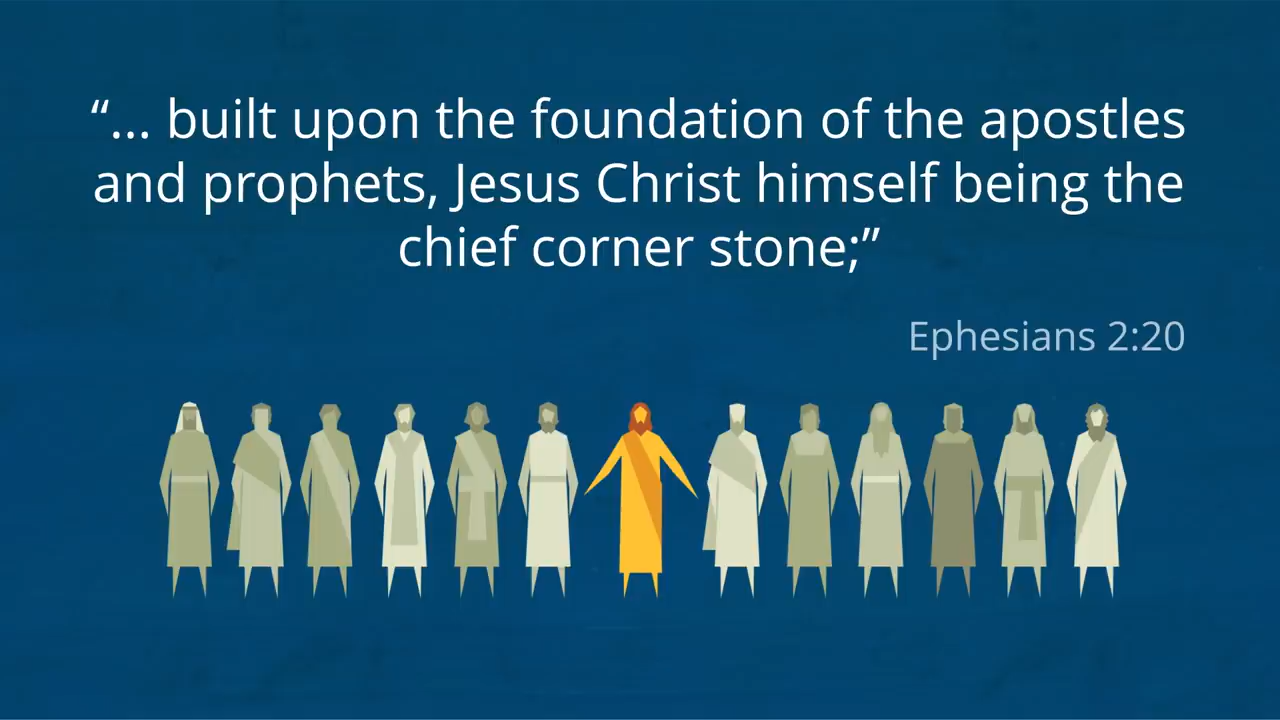 “... built upon the foundation of the apostles
and prophets, Jesus Christ himself being the
chief corner stone;”
Ephesians 2:20